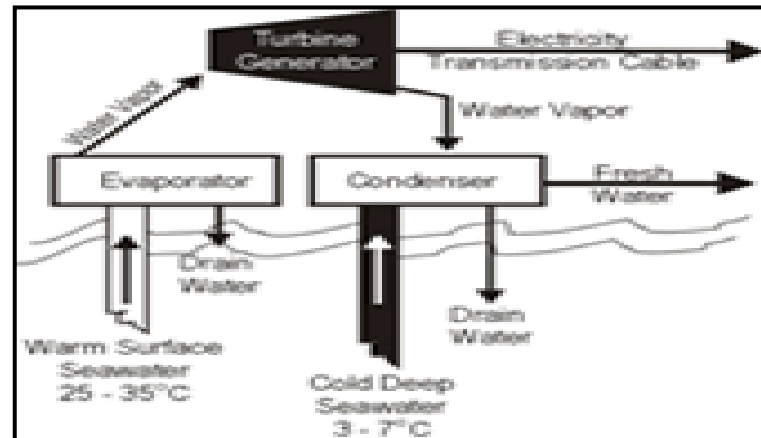 Turbine
Generator
Electricity
Transmission Cable
Water Vapor
Water Vapor
Evaporator
Condenser
Fresh
Water
Drain
Water
Drain
Water
Warm Surface
Seawater
25 - 35°C
Cold Deep
Seawater
3 - 7°C